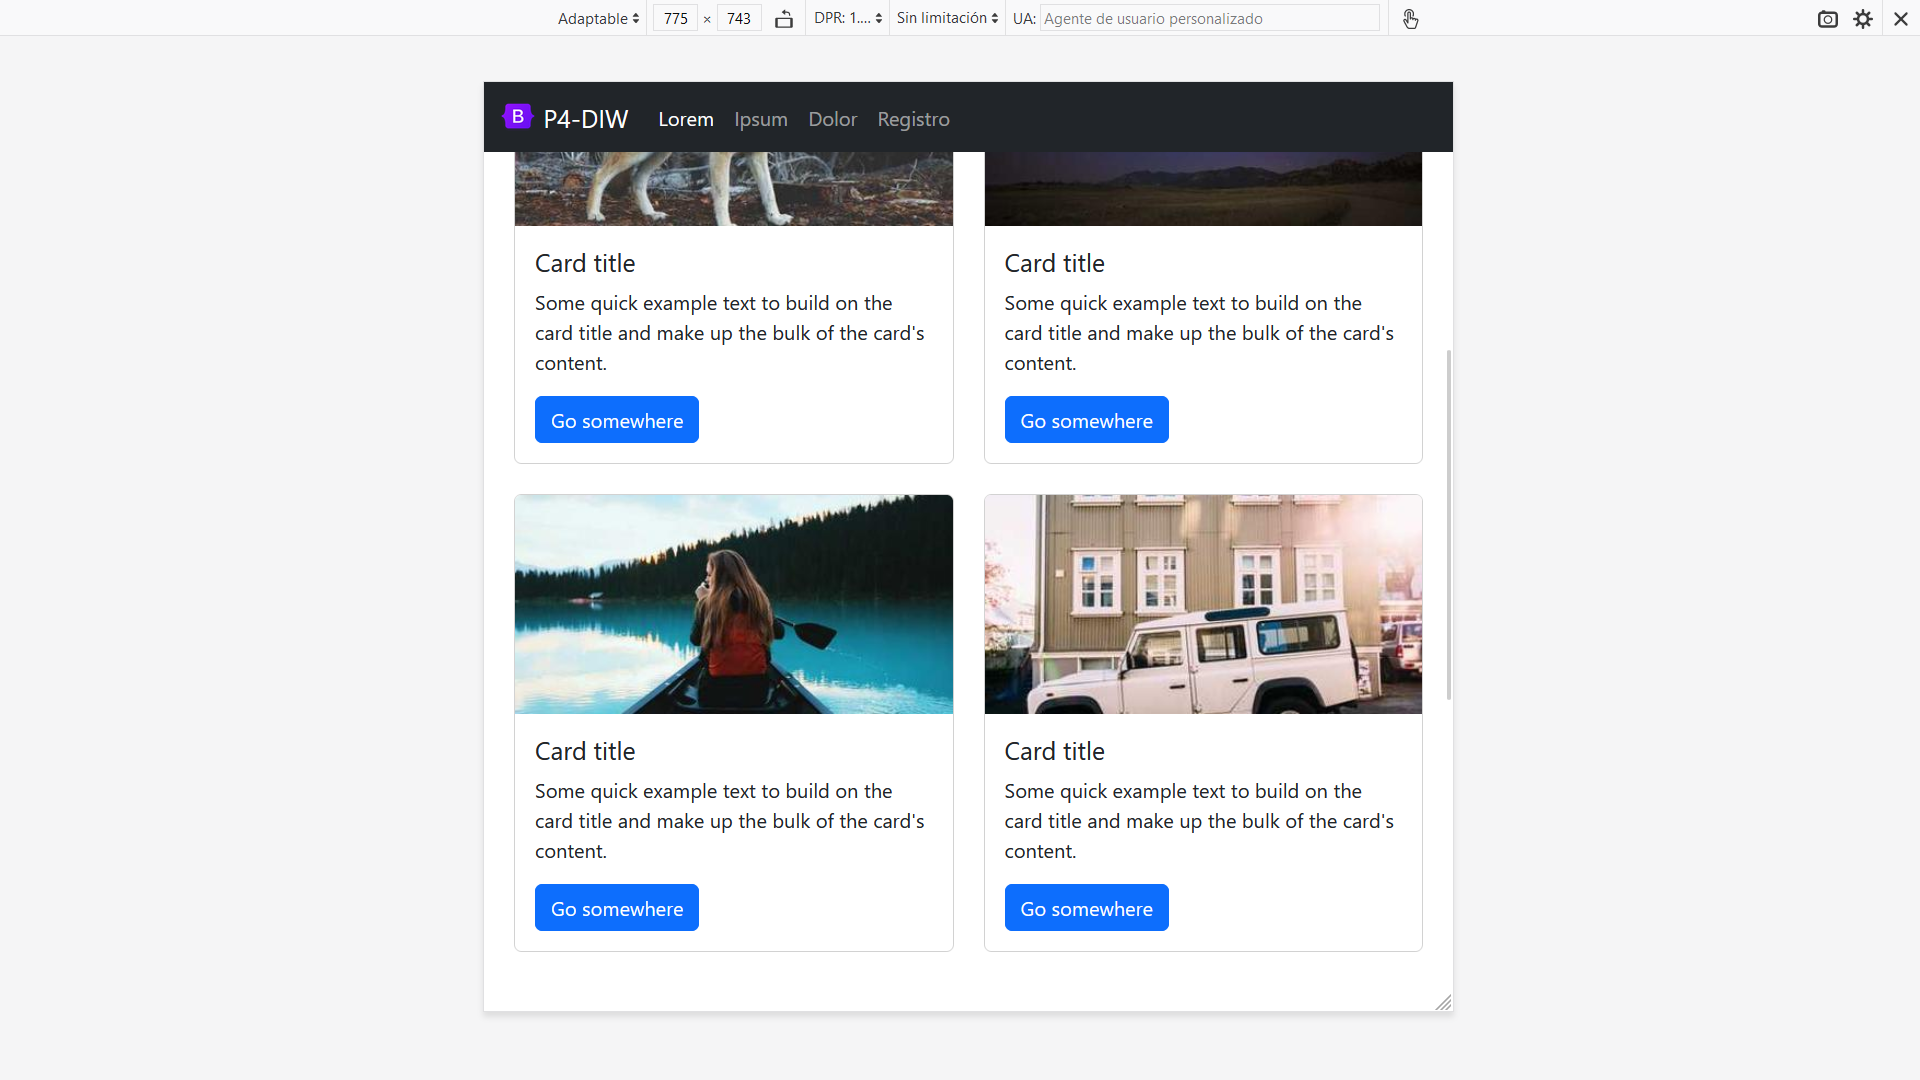 Adaptable 775 × 743 DPR: 1.... Sin limitación UA: Agente de usuario personalizado
B P4-DIW Lorem Ipsum Dolor Registro
Card title
Some quick example text to build on the
card title and make up the bulk of the card's
content.
Go somewhere
Card title
Some quick example text to build on the
card title and make up the bulk of the card's
content.
Go somewhere
Card title
Some quick example text to build on the
card title and make up the bulk of the card's
content.
Go somewhere
Card title
Some quick example text to build on the
card title and make up the bulk of the card's
content.
Go somewhere